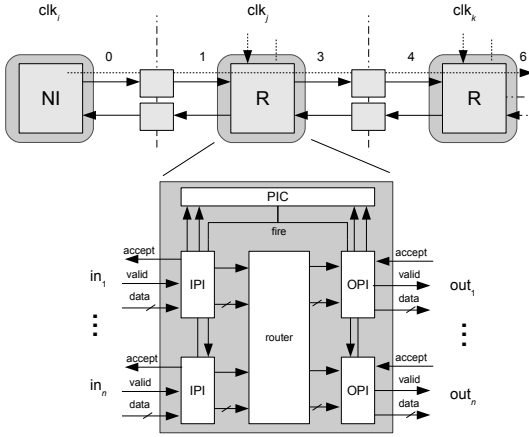 clk_i clk_j clk_k
0 1 3 4 6
NI R R
PIC
fire
accept accept
in_1 valid IPI OPI valid out_1
data data
router
accept accept
in_n valid IPI OPI valid out_n
data data